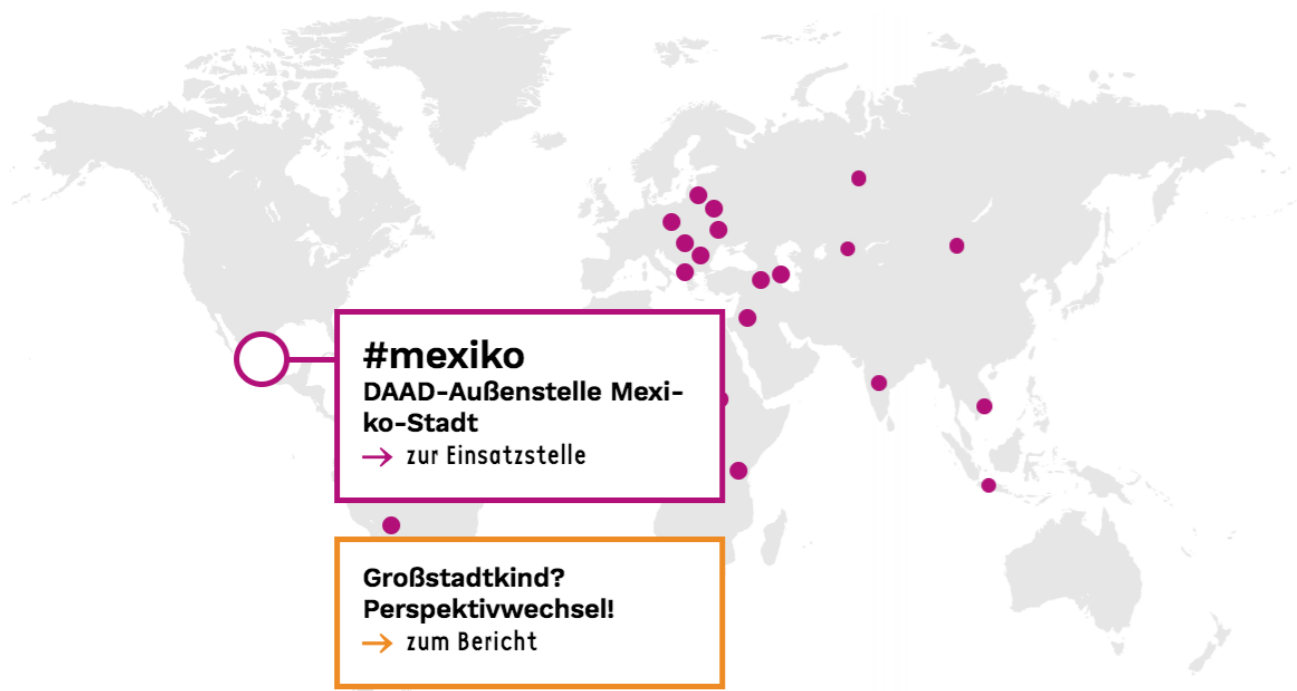 #mexiko
DAAD-Außenstelle Mexi-
ko-Stadt
→ zur Einsatzstelle
Großstadtkind?
Perspektivwechsel!
→ zum Bericht